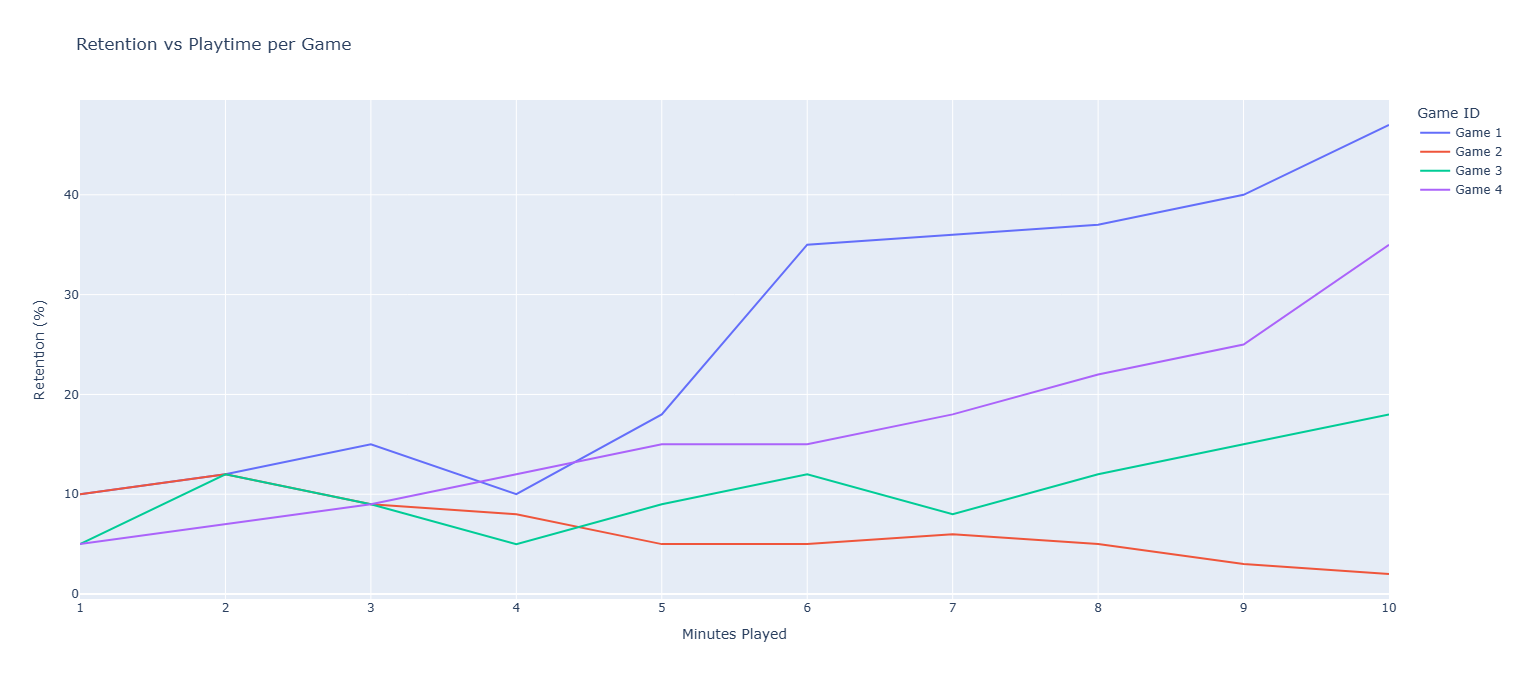 Retention vs Playtime per Game
Game ID
Game 1
Game 2
Game 3
Game 4
Retention (%)
40
30
20
10
0
1 2 3 4 5 6 7 8 9 10
Minutes Played